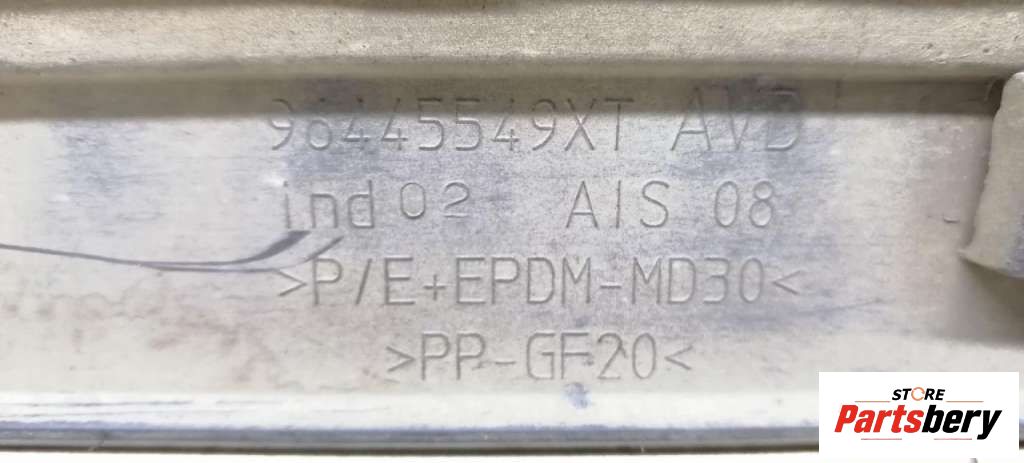 96445549XT AVD
ind 02 AIS 08
>P/E+EPDM-MD30<
>PP-GF20<
STORE
Partsbery